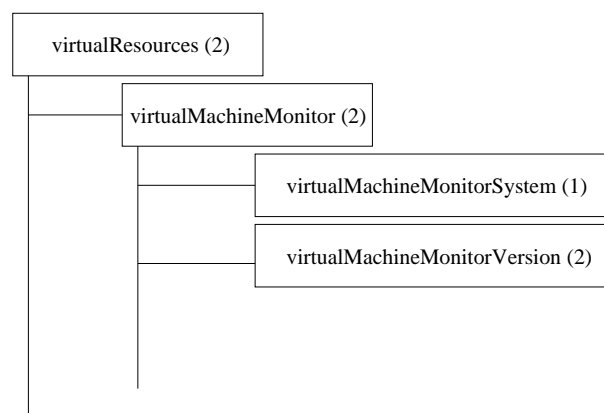 virtualResources (2)
virtualMachineMonitor (2)
virtualMachineMonitorSystem (1)
virtualMachineMonitorVersion (2)